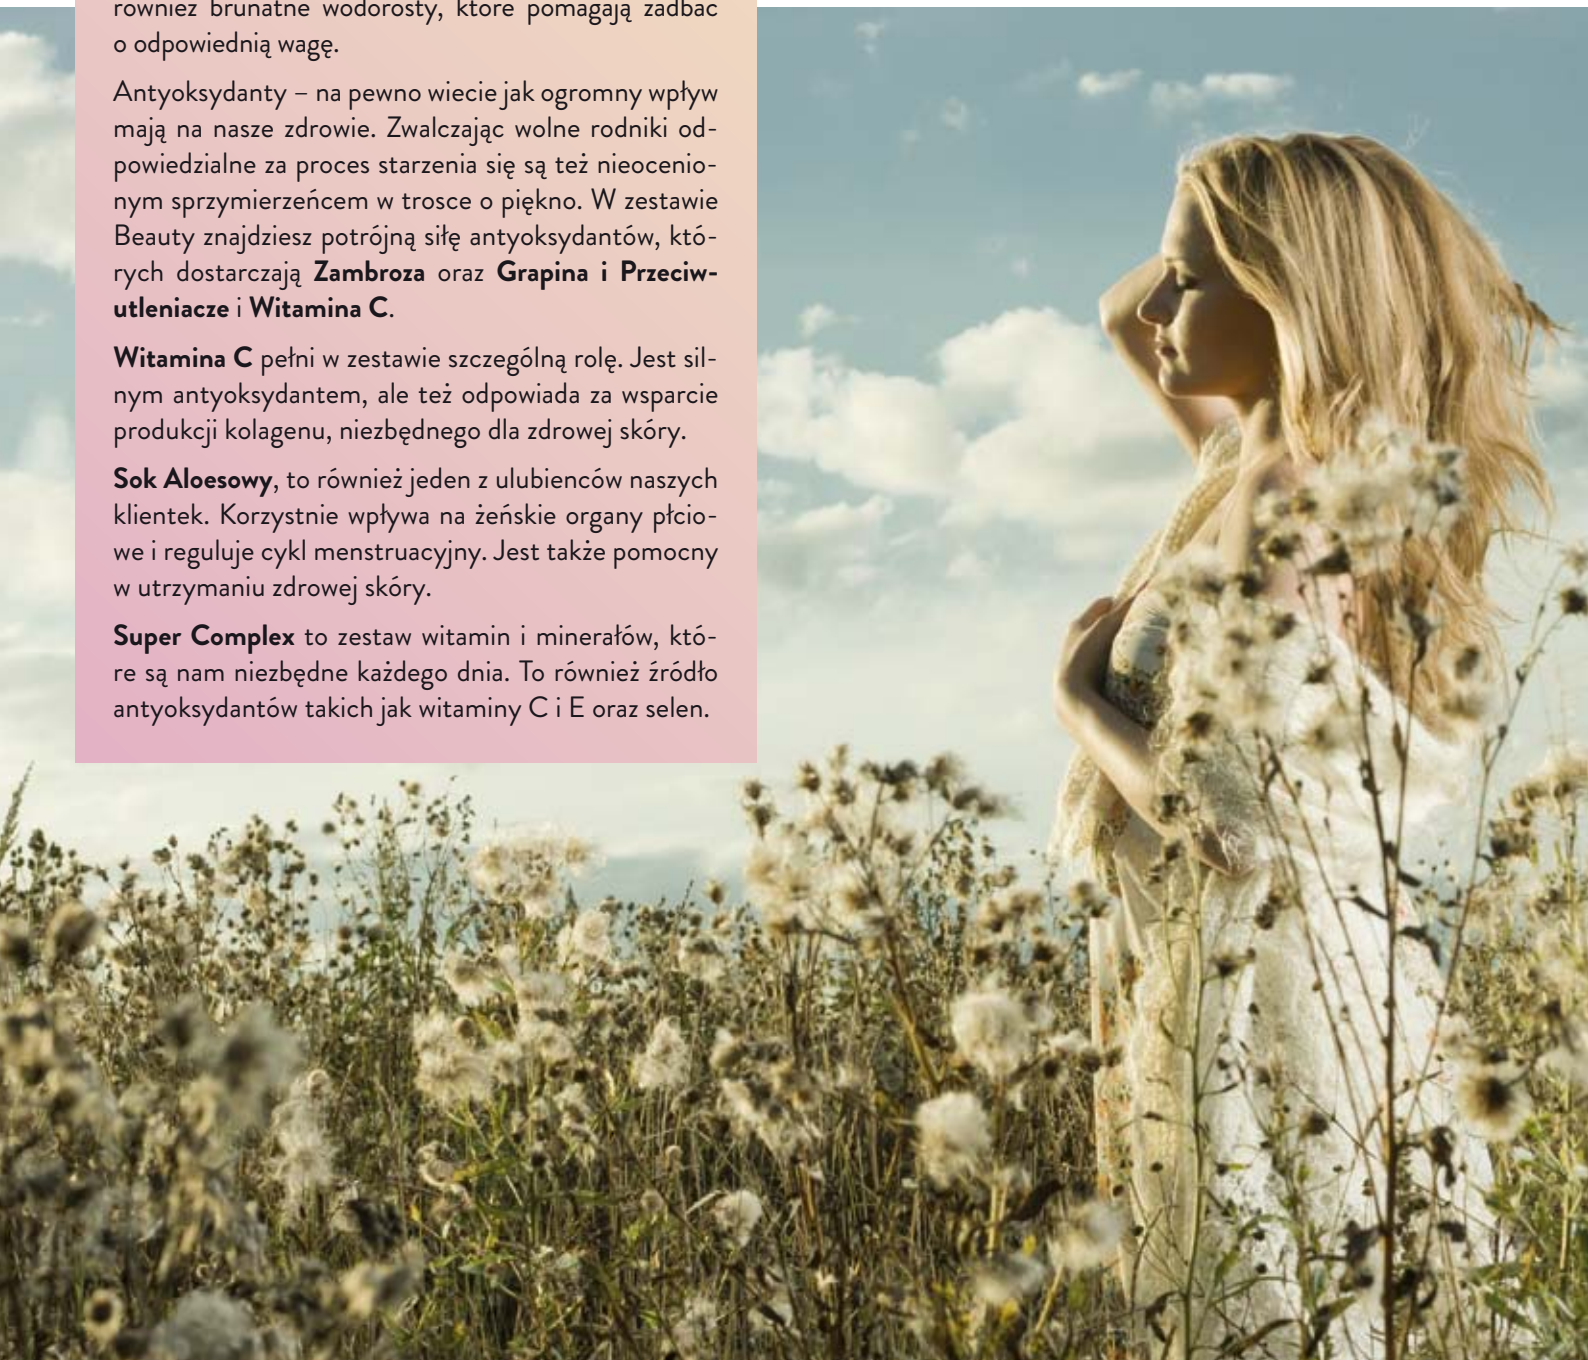 również brunatne wodorosty, które pomagają zadbać
o odpowiednią wagę.
Antyoksydanty – na pewno wiecie jak ogromny wpływ
mają na nasze zdrowie. Zwalczając wolne rodniki od-
powiedzialne za proces starzenia się są też nieocenio-
nym sprzymierzeńcem w trosce o piękno. W zestawie
Beauty znajdziesz potrójną siłę antyoksydantów, któ-
rych dostarczają Zambroza oraz Grapina i Przeciw-
utleniacze i Witamina C.
Witamina C pełni w zestawie szczególną rolę. Jest sil-
nym antyoksydantem, ale też odpowiada za wsparcie
produkcji kolagenu, niezbędnego dla zdrowej skóry.
Sok Aloesowy, to również jeden z ulubienców naszych
klientek. Korzystnie wpływa na żeńskie organy płcio-
we i reguluje cykl menstruacyjny. Jest także pomocny
w utrzymaniu zdrowej skóry.
Super Complex to zestaw witamin i minerałów, któ-
re są nam niezbędne każdego dnia. To również źródło
antyoksydantów takich jak witaminy C i E oraz selen.